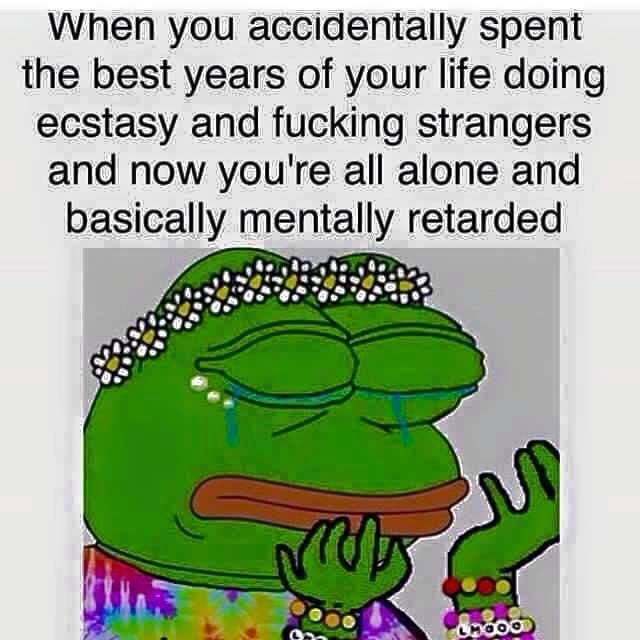 When you accidentally spent
the best years of your life doing
ecstasy and fucking strangers
and now you're all alone and
basically mentally retarded
LMGOO